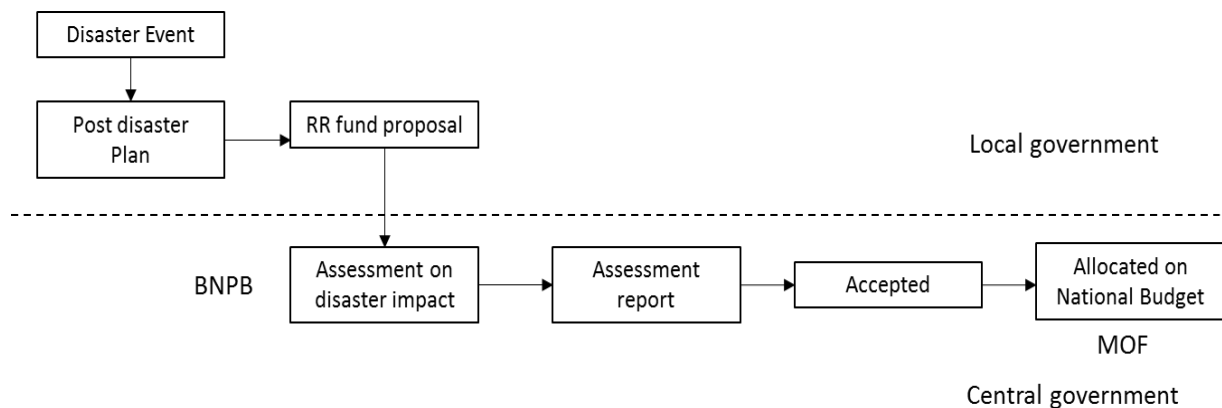 Disaster Event
Post disaster
Plan
RR fund proposal
Local government
BNPB
Assessment on
disaster impact
Assessment
report
Accepted
Allocated on
National Budget
MOF
Central government